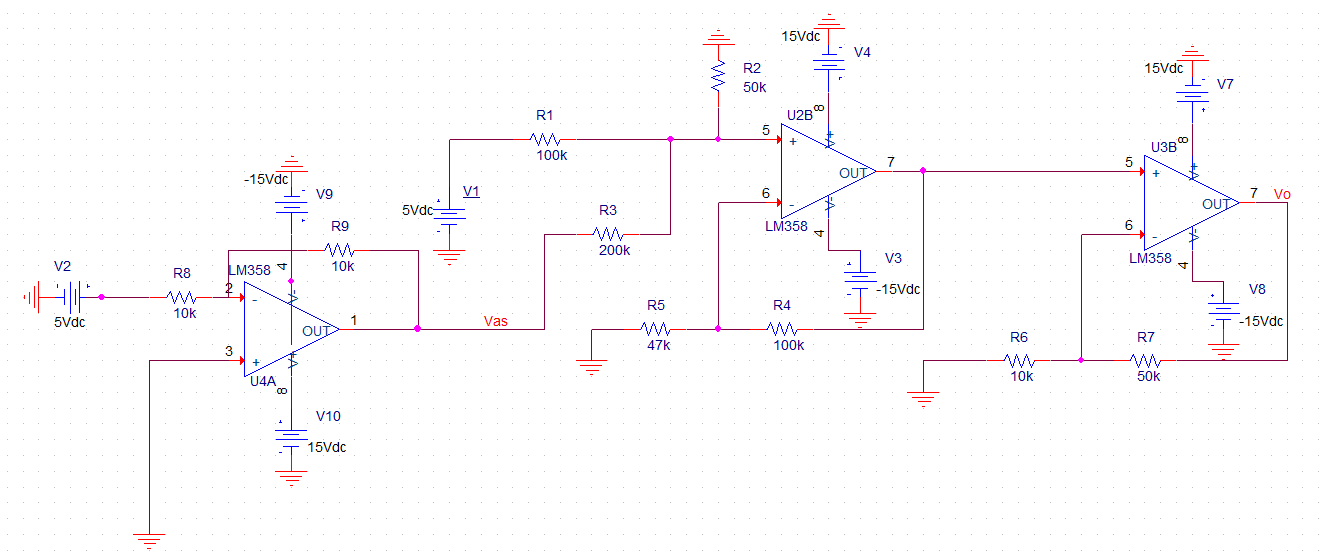 15Vdc
V4
R2
50k
15Vdc
V7
R1
100k
U2B
8
V+
5
+
OUT
7
6
-
V-
LM358
4
U3B
8
V+
5
+
OUT
7
Vo
6
-
V-
LM358
4
-15Vdc
V9
V1
5Vdc
R3
200k
R9
10k
V3
-15Vdc
V2
5Vdc
R8
10k
LM358
4
2
-
V-
OUT
1
Vas
3
+
V+
U4A
8
R5
47k
R4
100k
V8
-15Vdc
R6
10k
R7
50k
V10
15Vdc